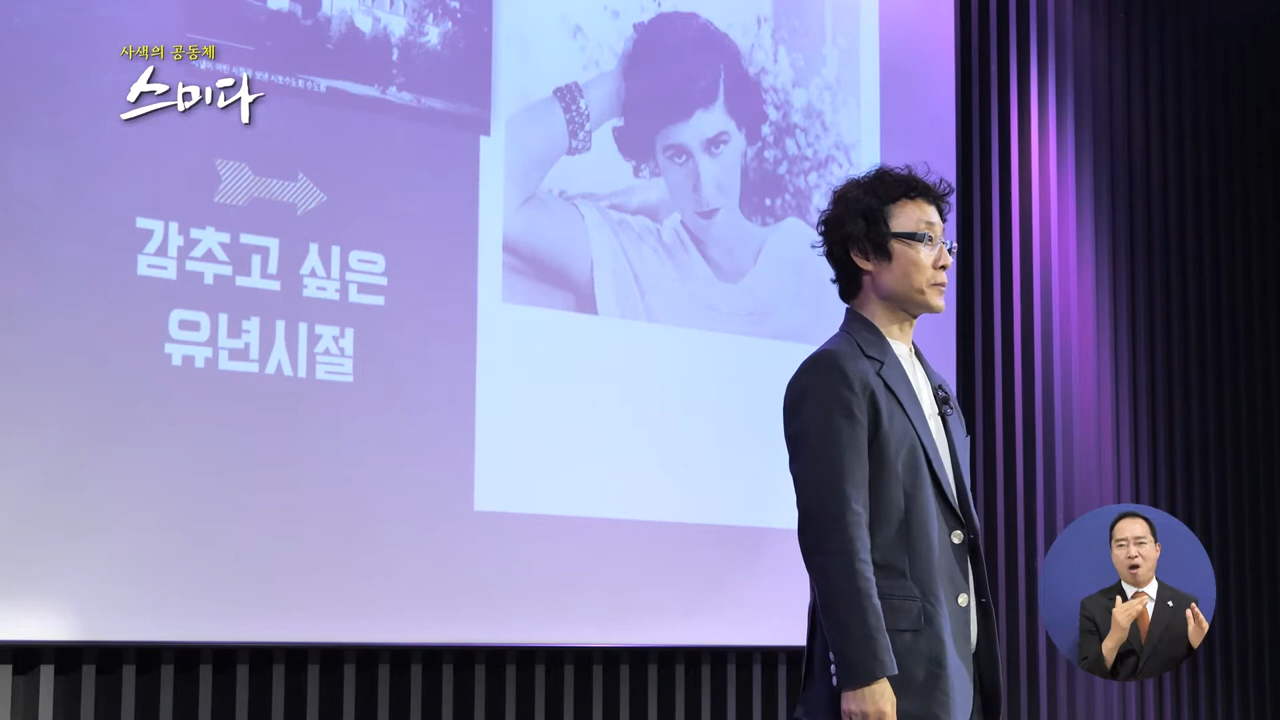 사색의 공동체
스미다
감추고 싶은
유년시절